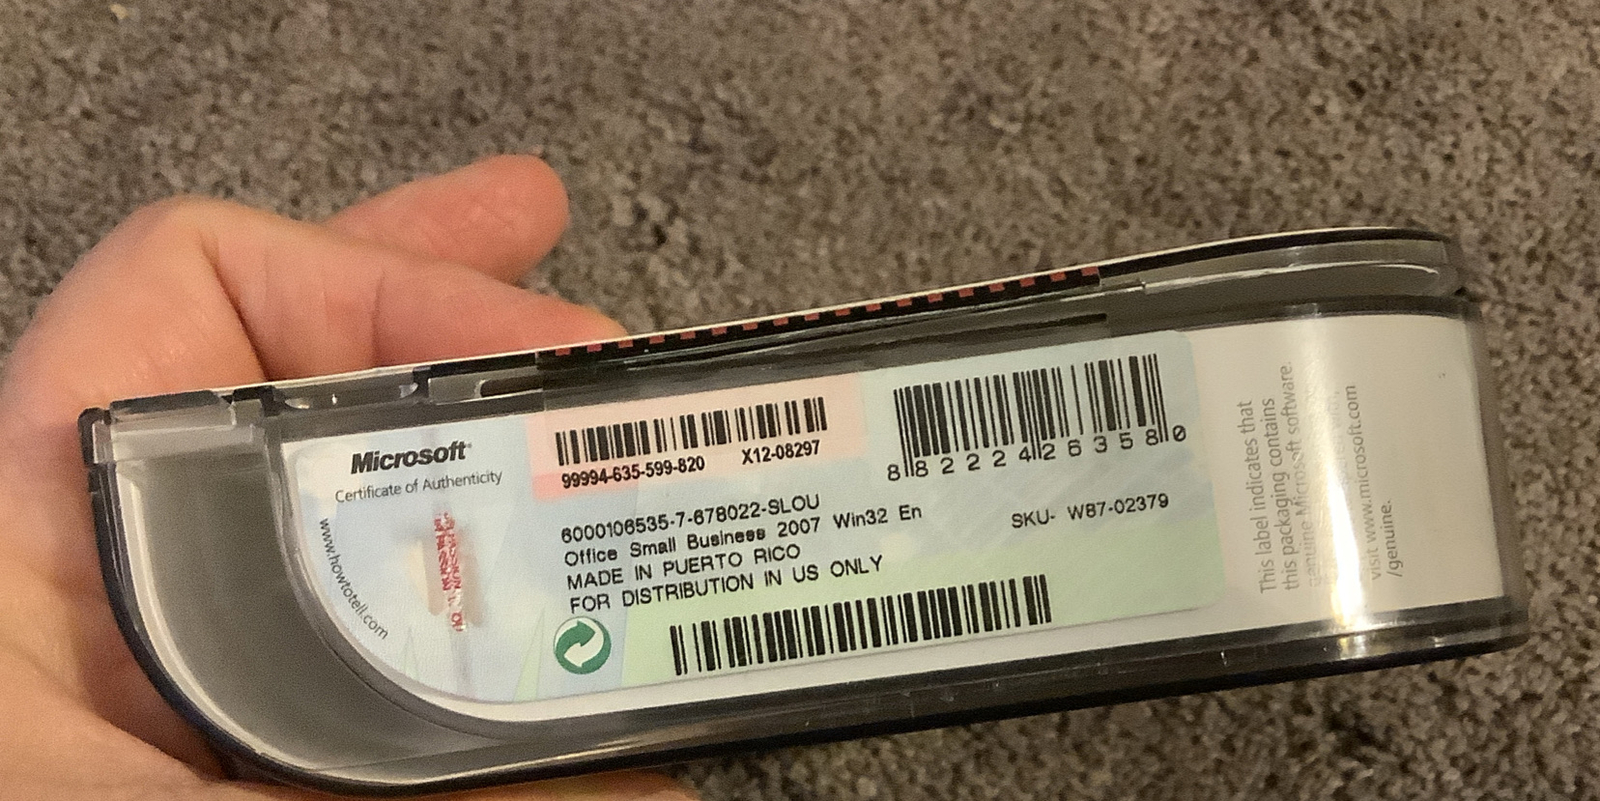 Microsoft
Certificate of Authenticity
www.howtotell.com
99994-635-599-820 X12-08297
8 82224 26358 0
6000106535-7-678022-SLOU
Office Small Business 2007 Win32 En
SKU- W87-02379
MADE IN PUERTO RICO
FOR DISTRIBUTION IN US ONLY
This label indicates that
this packaging contains
genuine Microsoft software.
visit www.microsoft.com
/genuine.